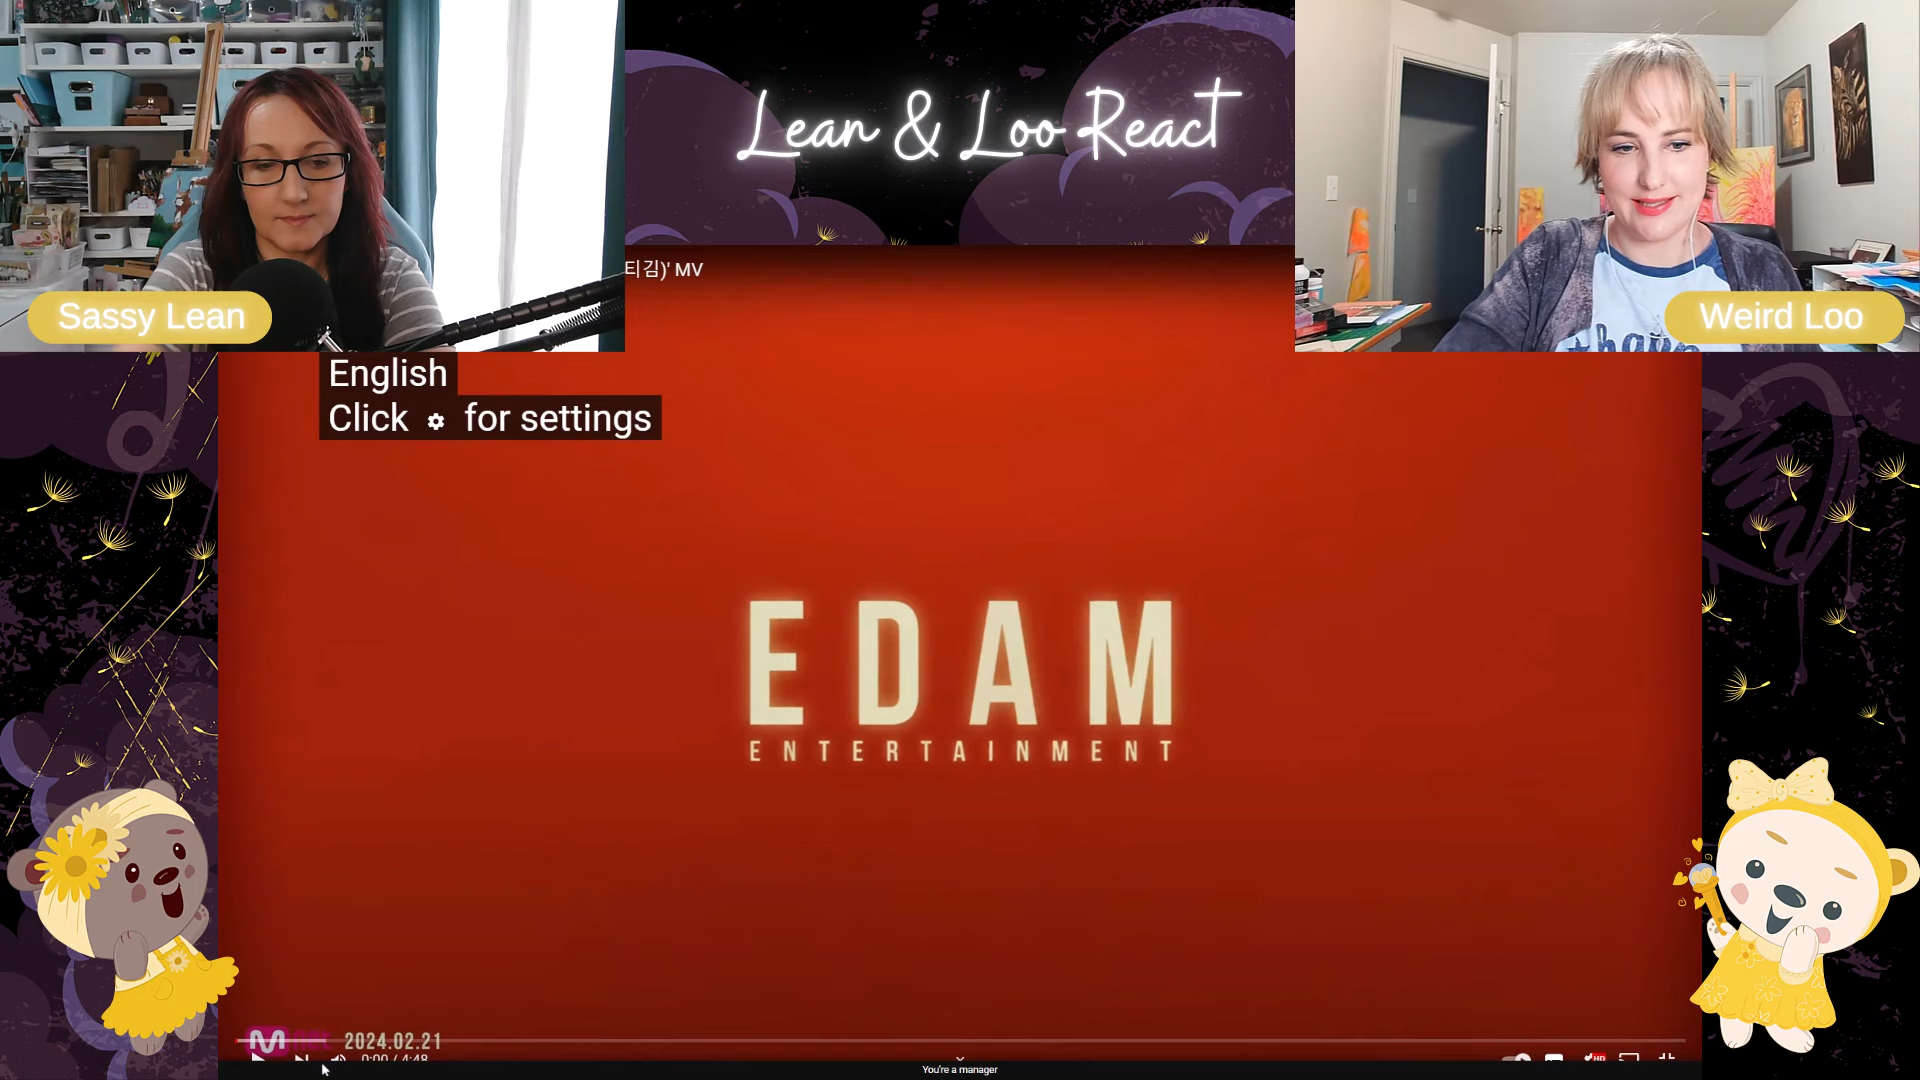 Lean & Loo React
티김)' MV
Sassy Lean
Weird Loo
English
Click for settings
EDAM
ENTERTAINMENT
2024.02.21
0:00 / 4:48
HD
You're a manager